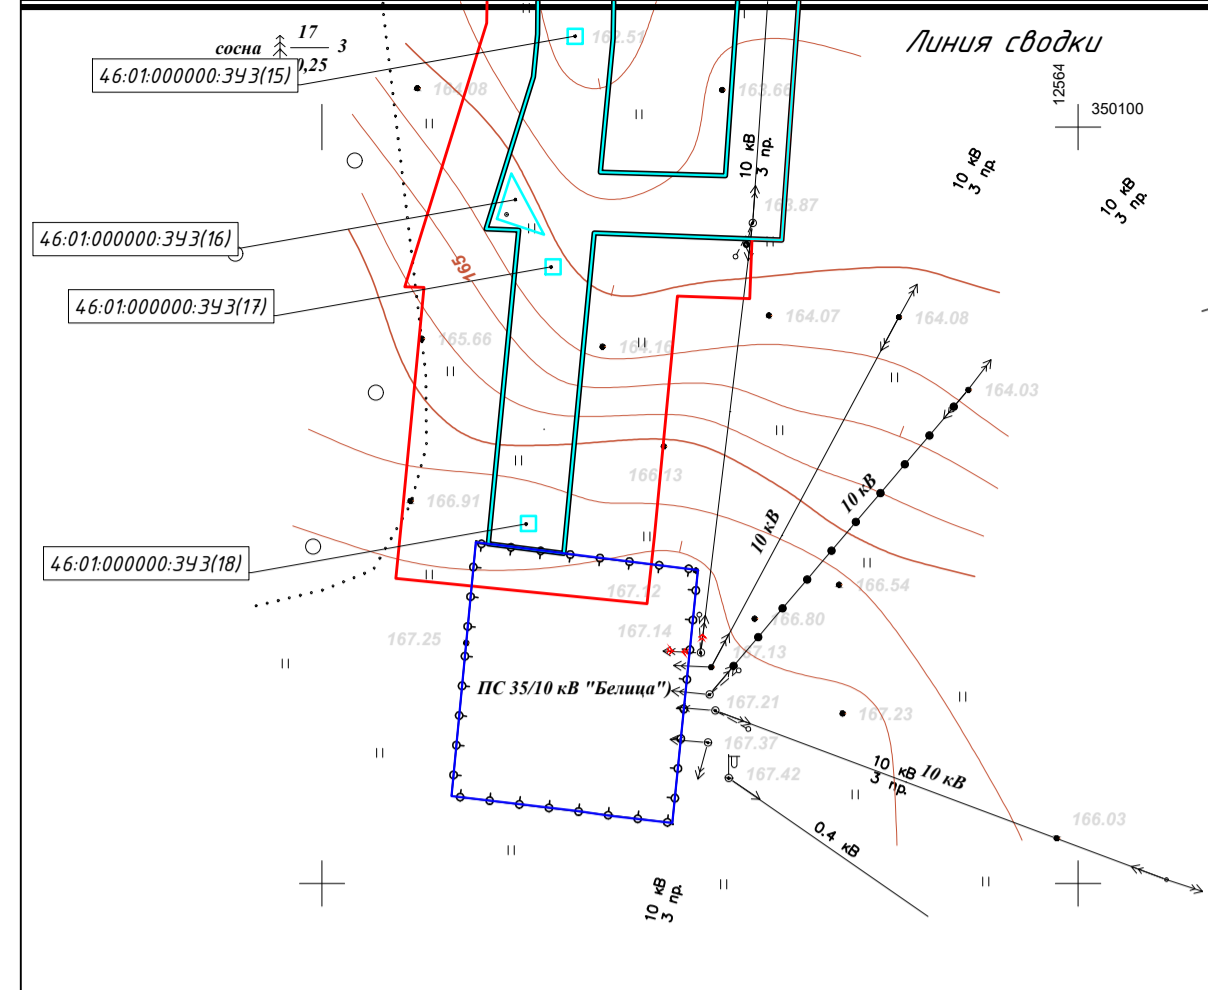 Линия сводки
17
сосна 3
0,25
162.51
46:01:000000:ЗУ3(15)
164.08
163.66
12564
350100
10 кВ
3 пр.
10 кВ
3 пр.
10 кВ
3 пр.
163.87
46:01:000000:ЗУ3(16)
165
46:01:000000:ЗУ3(17)
164.07
164.08
165.66
164.16
164.03
166.13
10 кВ
166.91
10 кВ
46:01:000000:ЗУ3(18)
167.12
166.54
167.25
167.14
166.80
167.13
ПС 35/10 кВ "Белица")
167.21
167.23
167.37
167.42
10 кВ
3 пр.
10 кВ
166.03
0.4 кВ
10 кВ
3 пр.